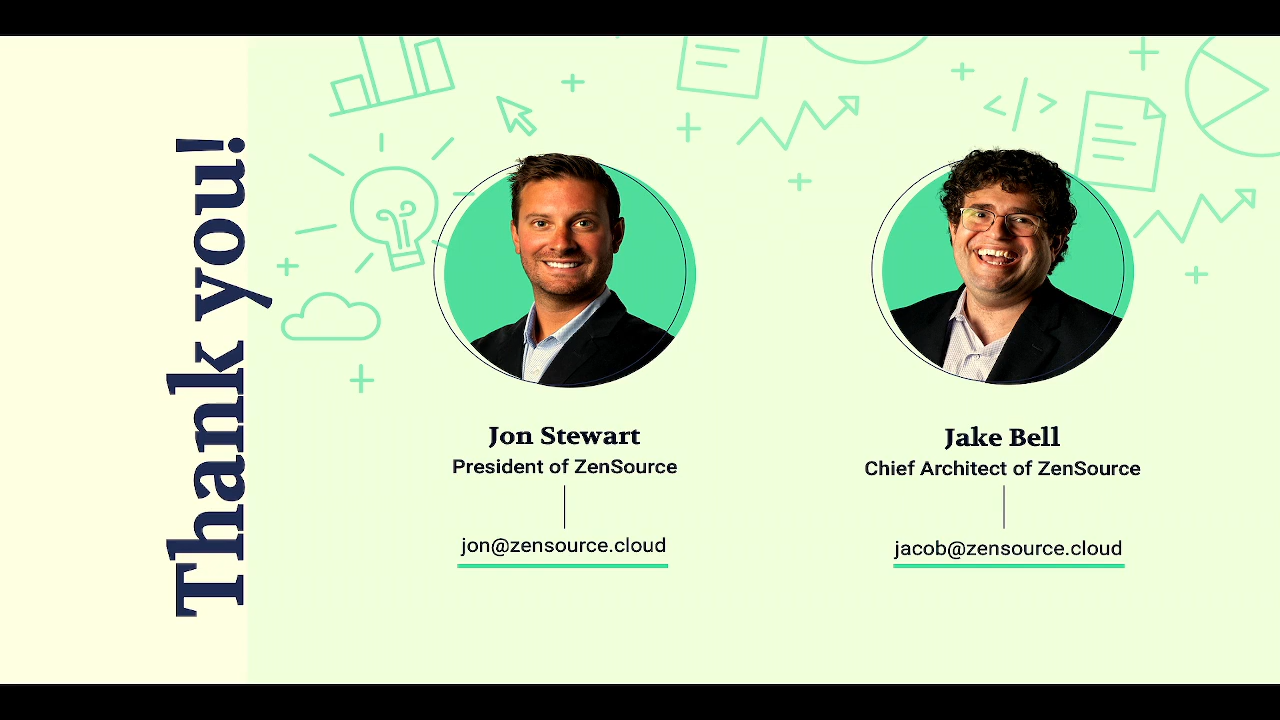 Thank you!
Jon Stewart
President of ZenSource
jon@zensource.cloud
Jake Bell
Chief Architect of ZenSource
jacob@zensource.cloud